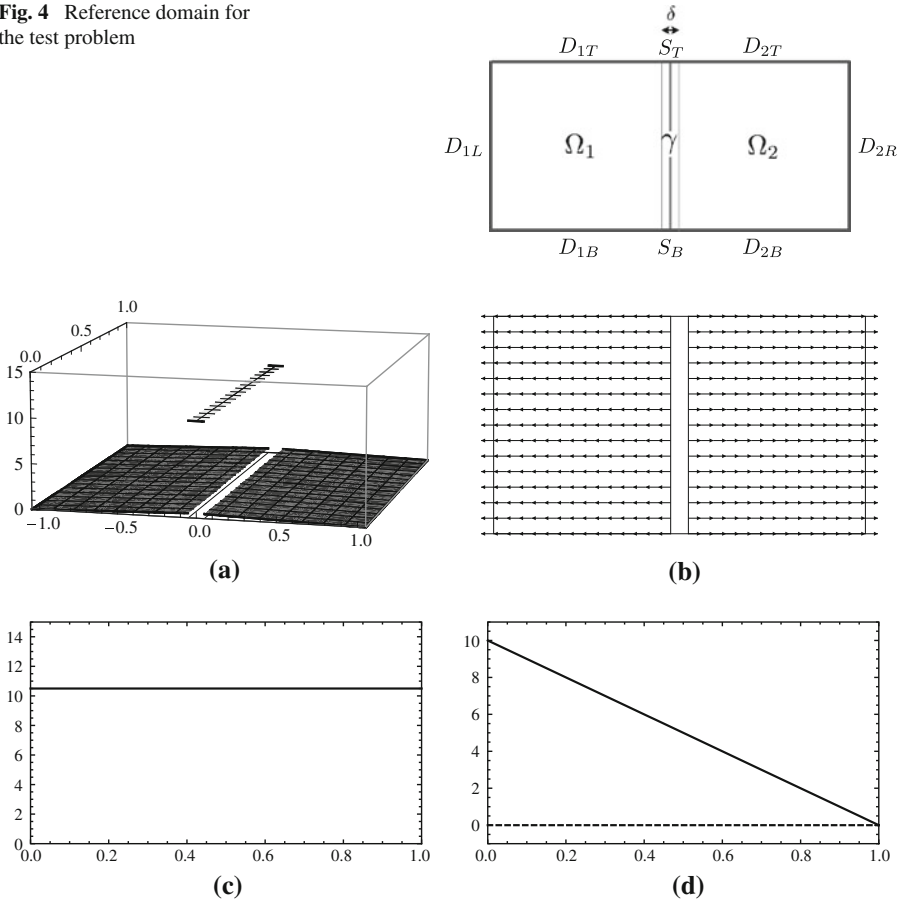 Fig. 4 Reference domain for
the test problem
δ
D1T ST D2T
D1L Ω1 γ Ω2 D2R
D1B SB D2B
1.0
0.5
0.0
15
10
5
0
−1.0 −0.5 0.0 0.5 1.0
(a)
(b)
14
12
10
8
6
4
2
0
0.0 0.2 0.4 0.6 0.8 1.0
(c)
10
8
6
4
2
0
0.0 0.2 0.4 0.6 0.8 1.0
(d)